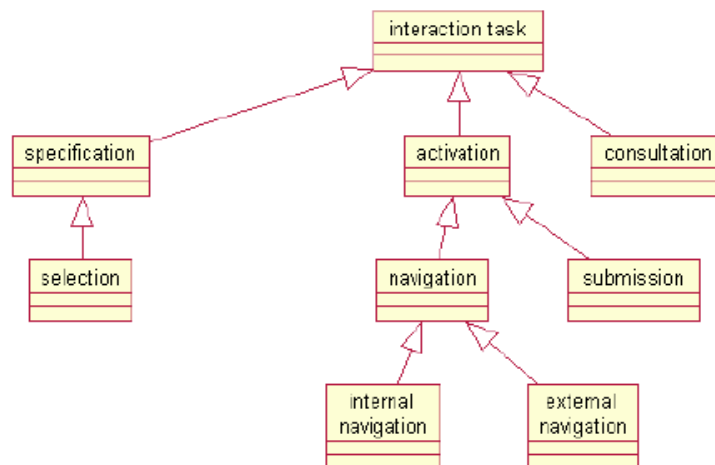 interaction task
specification
activation
consultation
selection
navigation
submission
internal
navigation
external
navigation